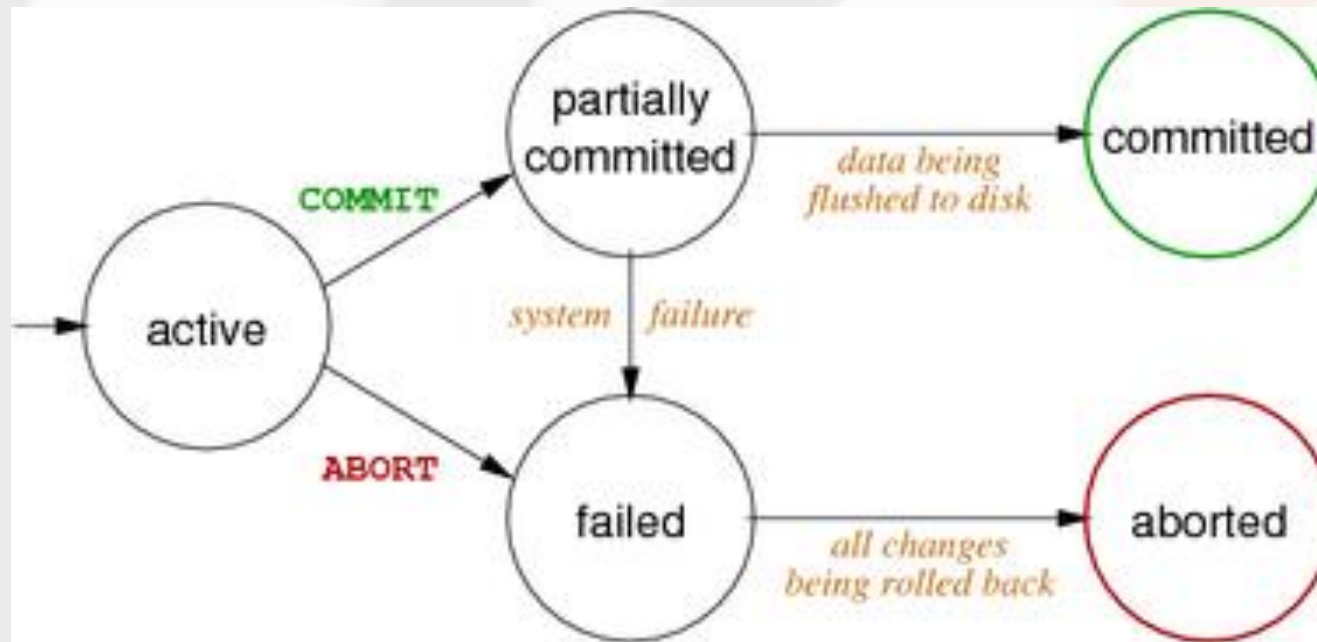 partially
committed
committed
data being
flushed to disk
COMMIT
active
system failure
ABORT
failed
aborted
all changes
being rolled back